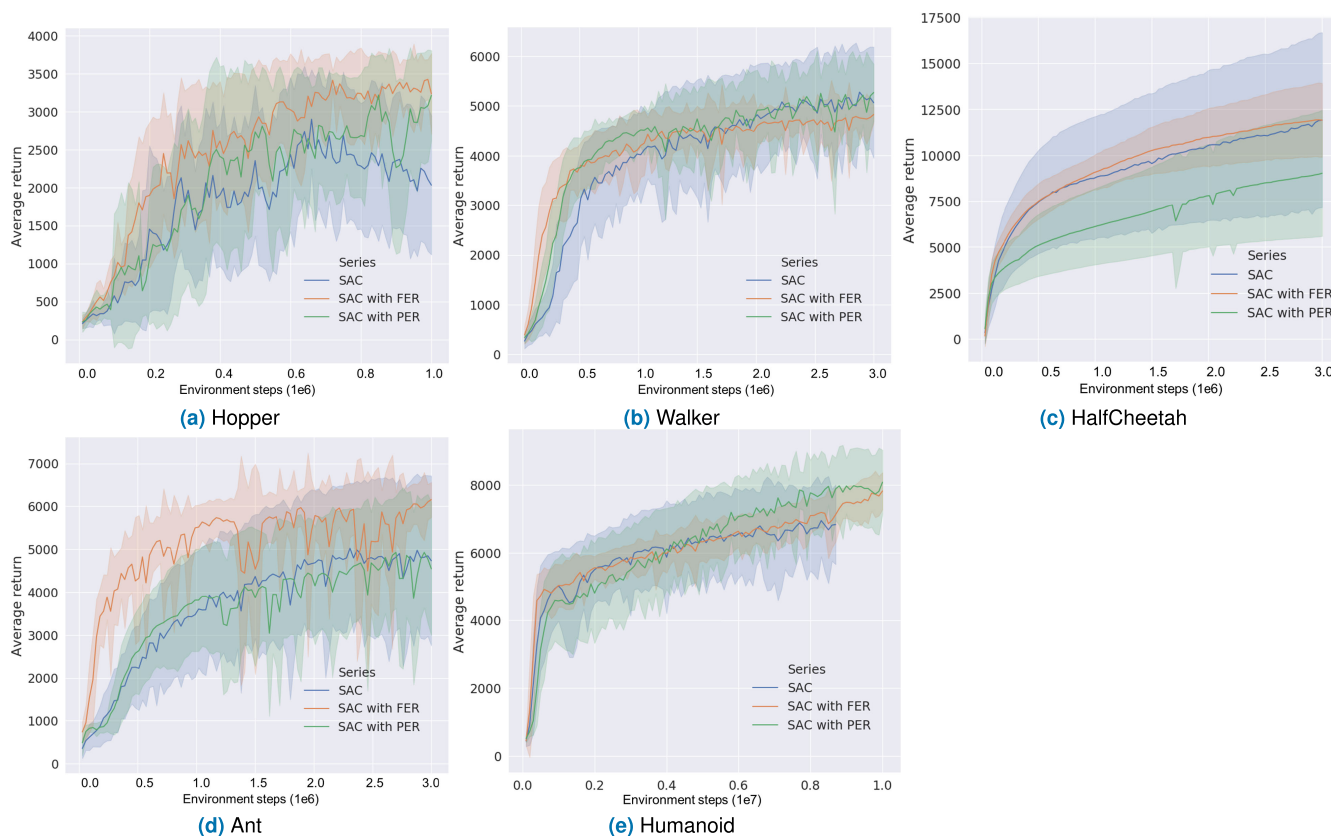 4000
3500
3000
2500
2000
1500
1000
500
0
Average return
Series
SAC
SAC with FER
SAC with PER
0.0 0.2 0.4 0.6 0.8 1.0
Environment steps (1e6)
(a) Hopper
6000
5000
4000
3000
2000
1000
0
Average return
Series
SAC
SAC with FER
SAC with PER
0.0 0.5 1.0 1.5 2.0 2.5 3.0
Environment steps (1e6)
(b) Walker
17500
15000
12500
10000
7500
5000
2500
0
Average return
Series
SAC
SAC with FER
SAC with PER
0.0 0.5 1.0 1.5 2.0 2.5 3.0
Environment steps (1e6)
(c) HalfCheetah
7000
6000
5000
4000
3000
2000
1000
0
Average return
Series
SAC
SAC with FER
SAC with PER
0.0 0.5 1.0 1.5 2.0 2.5 3.0
Environment steps (1e6)
(d) Ant
8000
6000
4000
2000
0
Average return
Series
SAC
SAC with FER
SAC with PER
0.0 0.2 0.4 0.6 0.8 1.0
Environment steps (1e7)
(e) Humanoid